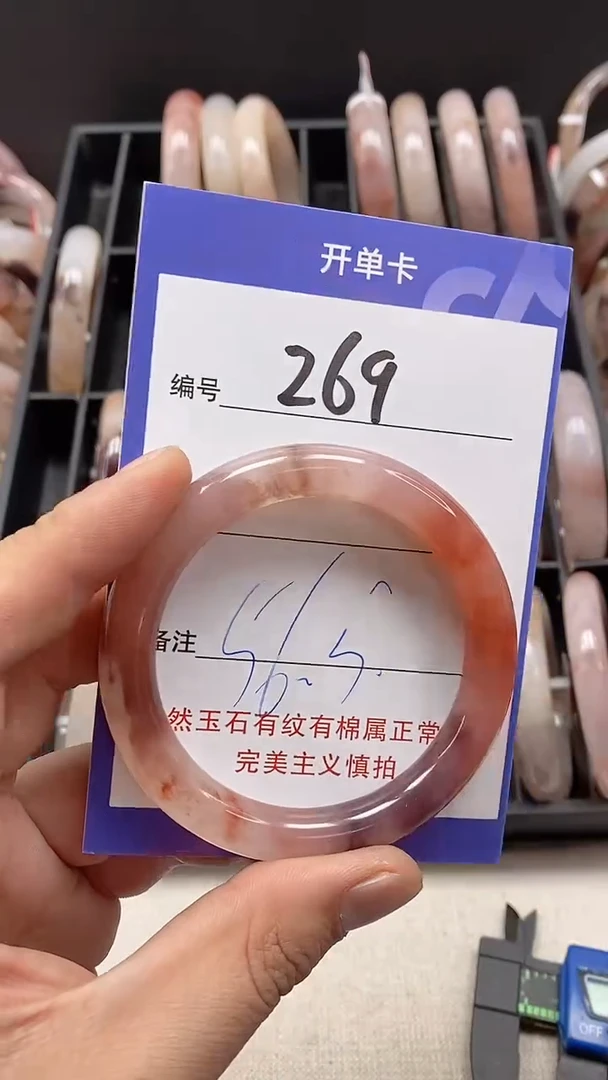 开单卡
编号 269
备注
然玉石有纹有棉属正常
完美主义慎拍
OFF